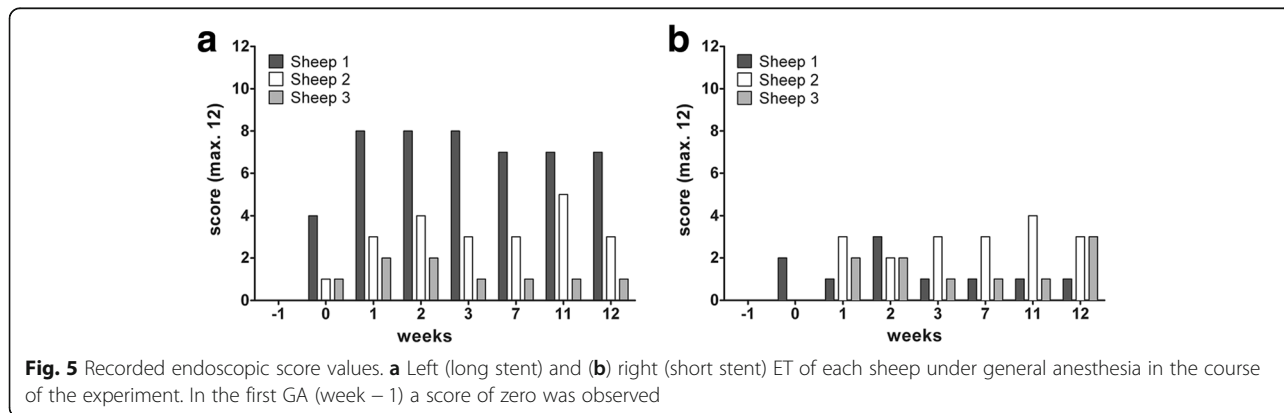 a
12
10
8
6
4
2
0
score (max. 12)
Sheep 1
Sheep 2
Sheep 3
-1 0 1 2 3 7 11 12
weeks
b
12
10
8
6
4
2
0
score (max. 12)
Sheep 1
Sheep 2
Sheep 3
-1 0 1 2 3 7 11 12
weeks
Fig. 5 Recorded endoscopic score values. a Left (long stent) and (b) right (short stent) ET of each sheep under general anesthesia in the course
of the experiment. In the first GA (week − 1) a score of zero was observed